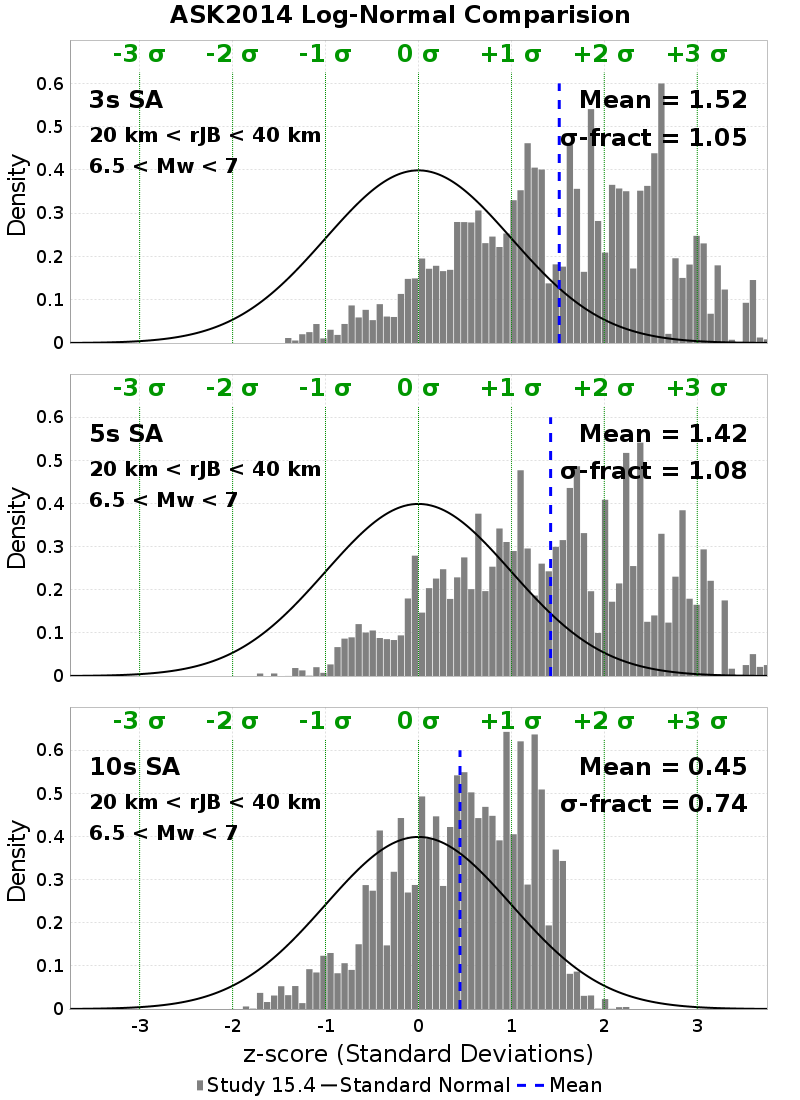 ASK2014 Log-Normal Comparision
-3 σ -2 σ -1 σ 0 σ +1 σ +2 σ +3 σ
3s SA
20 km < rJB < 40 km
6.5 < Mw < 7
Mean = 1.52
σ-fract = 1.05
Density
0.6
0.5
0.4
0.3
0.2
0.1
0
-3 σ -2 σ -1 σ 0 σ +1 σ +2 σ +3 σ
5s SA
20 km < rJB < 40 km
6.5 < Mw < 7
Mean = 1.42
σ-fract = 1.08
Density
0.6
0.5
0.4
0.3
0.2
0.1
0
-3 σ -2 σ -1 σ 0 σ +1 σ +2 σ +3 σ
10s SA
20 km < rJB < 40 km
6.5 < Mw < 7
Mean = 0.45
σ-fract = 0.74
Density
0.6
0.5
0.4
0.3
0.2
0.1
0
-3 -2 -1 0 1 2 3
z-score (Standard Deviations)
Study 15.4 Standard Normal Mean